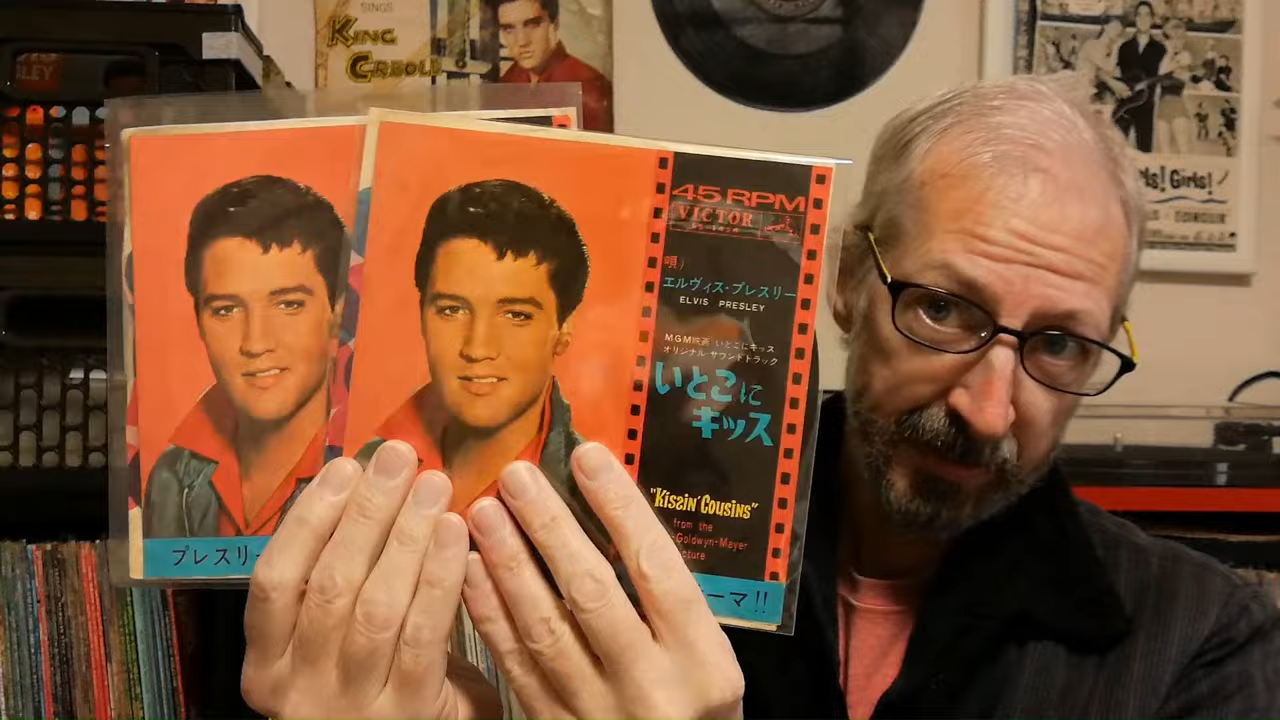 SINGS
KING
CREOLE
45 RPM
VICTOR
唄)
エルヴィス・プレスリー
ELVIS PRESLEY
MGM映画 いとこにキッス
オリジナル サウンドトラック
いとこに
キッス
"Kissin' Cousins"
from the
-Goldwyn-Mayer
cture
プレスリー
ーマ!!
ls! Girls!